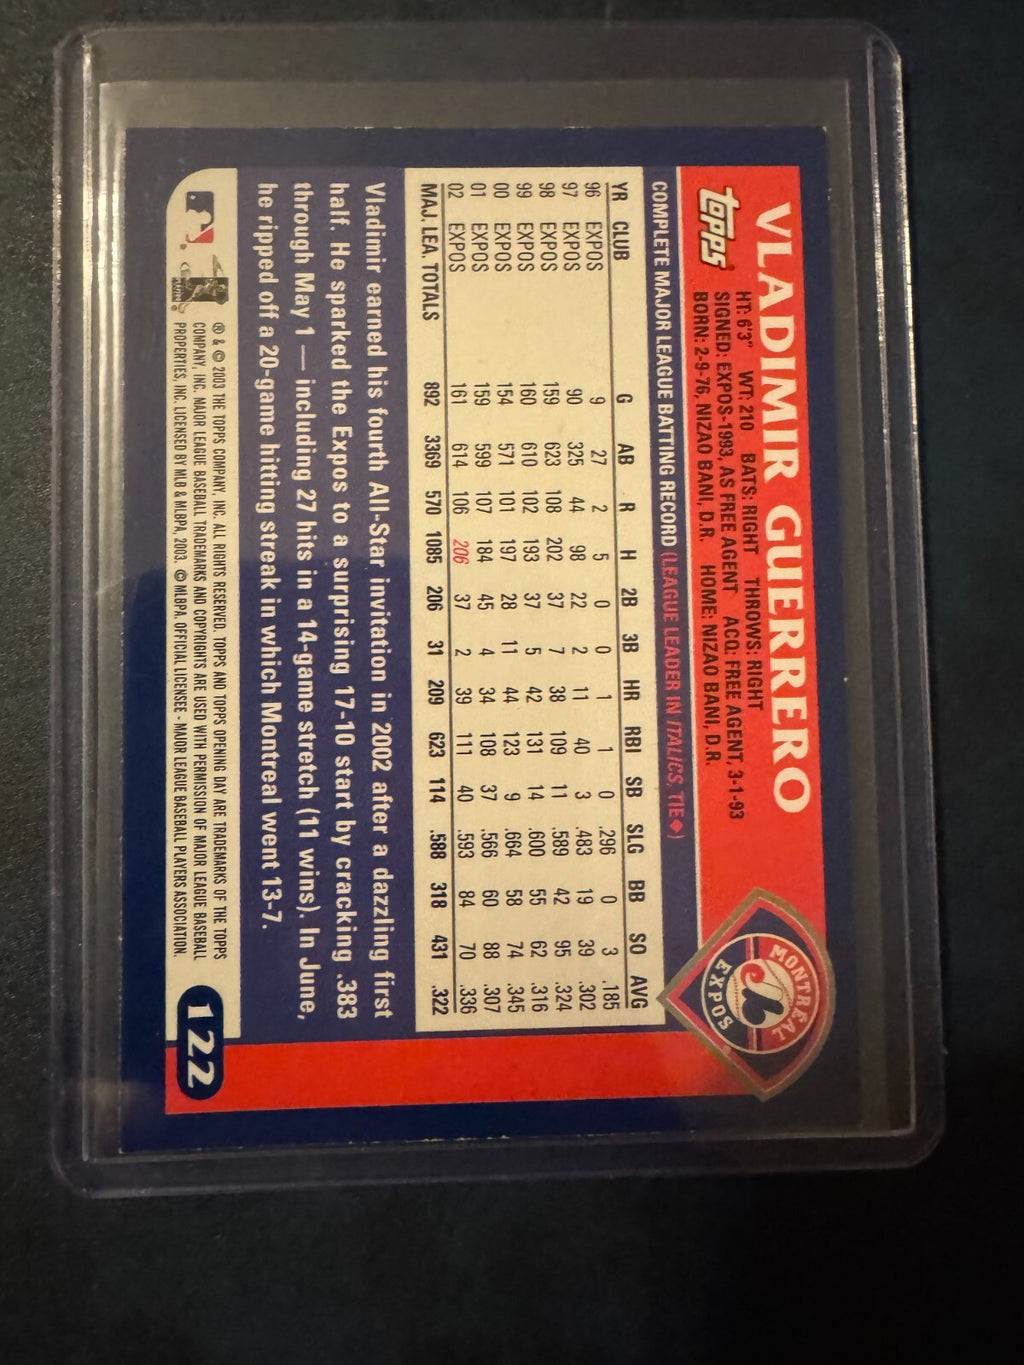 VLADIMIR GUERRERO
topps
HT: 6'3" WT: 210 BATS: RIGHT THROWS: RIGHT
SIGNED: EXPOS-1993, AS FREE AGENT ACQ: FREE AGENT, 3-1-93
BORN: 2-9-76, NIZAO BANI, D.R. HOME: NIZAO BANI, D.R.
MONTREAL
EXPOS
COMPLETE MAJOR LEAGUE BATTING RECORD (LEAGUE LEADER IN ITALICS, TIE◆)
YR CLUB G AB R H 2B 3B HR RBI SB SLG BB SO AVG
96 EXPOS 9 27 2 5 0 0 1 1 0 .296 0 3 .185
97 EXPOS 90 325 44 98 22 2 11 40 3 .483 19 39 .302
98 EXPOS 159 623 108 202 37 7 38 109 11 .589 42 95 .324
99 EXPOS 160 610 102 193 37 5 42 131 14 .600 55 62 .316
00 EXPOS 154 571 101 197 28 11 44 123 9 .664 58 74 .345
01 EXPOS 159 599 107 184 45 4 34 108 37 .566 60 88 .307
02 EXPOS 161 614 106 206 37 2 39 111 40 .593 84 70 .336
MAJ. LEA. TOTALS 892 3369 570 1085 206 31 209 623 114 .588 318 431 .322
Vladimir earned his fourth All-Star invitation in 2002 after a dazzling first
half. He sparked the Expos to a surprising 17-10 start by cracking .383
through May 1 — including 27 hits in a 14-game stretch (11 wins). In June,
he ripped off a 20-game hitting streak in which Montreal went 13-7.
® & © 2003 THE TOPPS COMPANY, INC. ALL RIGHTS RESERVED. TOPPS AND TOPPS OPENING DAY ARE TRADEMARKS OF THE TOPPS
COMPANY, INC. MAJOR LEAGUE BASEBALL TRADEMARKS AND COPYRIGHTS ARE USED WITH PERMISSION OF MAJOR LEAGUE BASEBALL
PROPERTIES, INC. LICENSED BY MLB & MLBPA, 2003. © MLBPA. OFFICIAL LICENSEE - MAJOR LEAGUE BASEBALL PLAYERS ASSOCIATION.
122